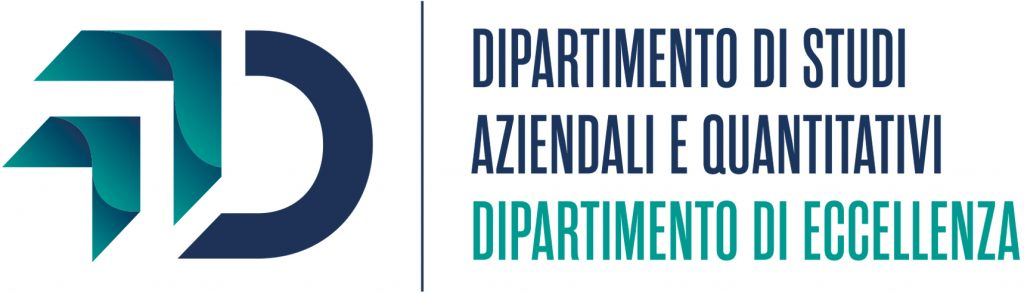 DIPARTIMENTO DI STUDI
AZIENDALI E QUANTITATIVI
DIPARTIMENTO DI ECCELLENZA